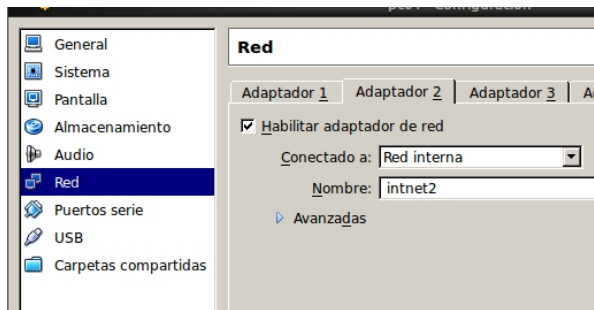 General
Sistema
Pantalla
Almacenamiento
Audio
Red
Puertos serie
USB
Carpetas compartidas
Red
Adaptador 1 Adaptador 2 Adaptador 3
Habilitar adaptador de red
Conectado a: Red interna
Nombre: intnet2
Avanzadas